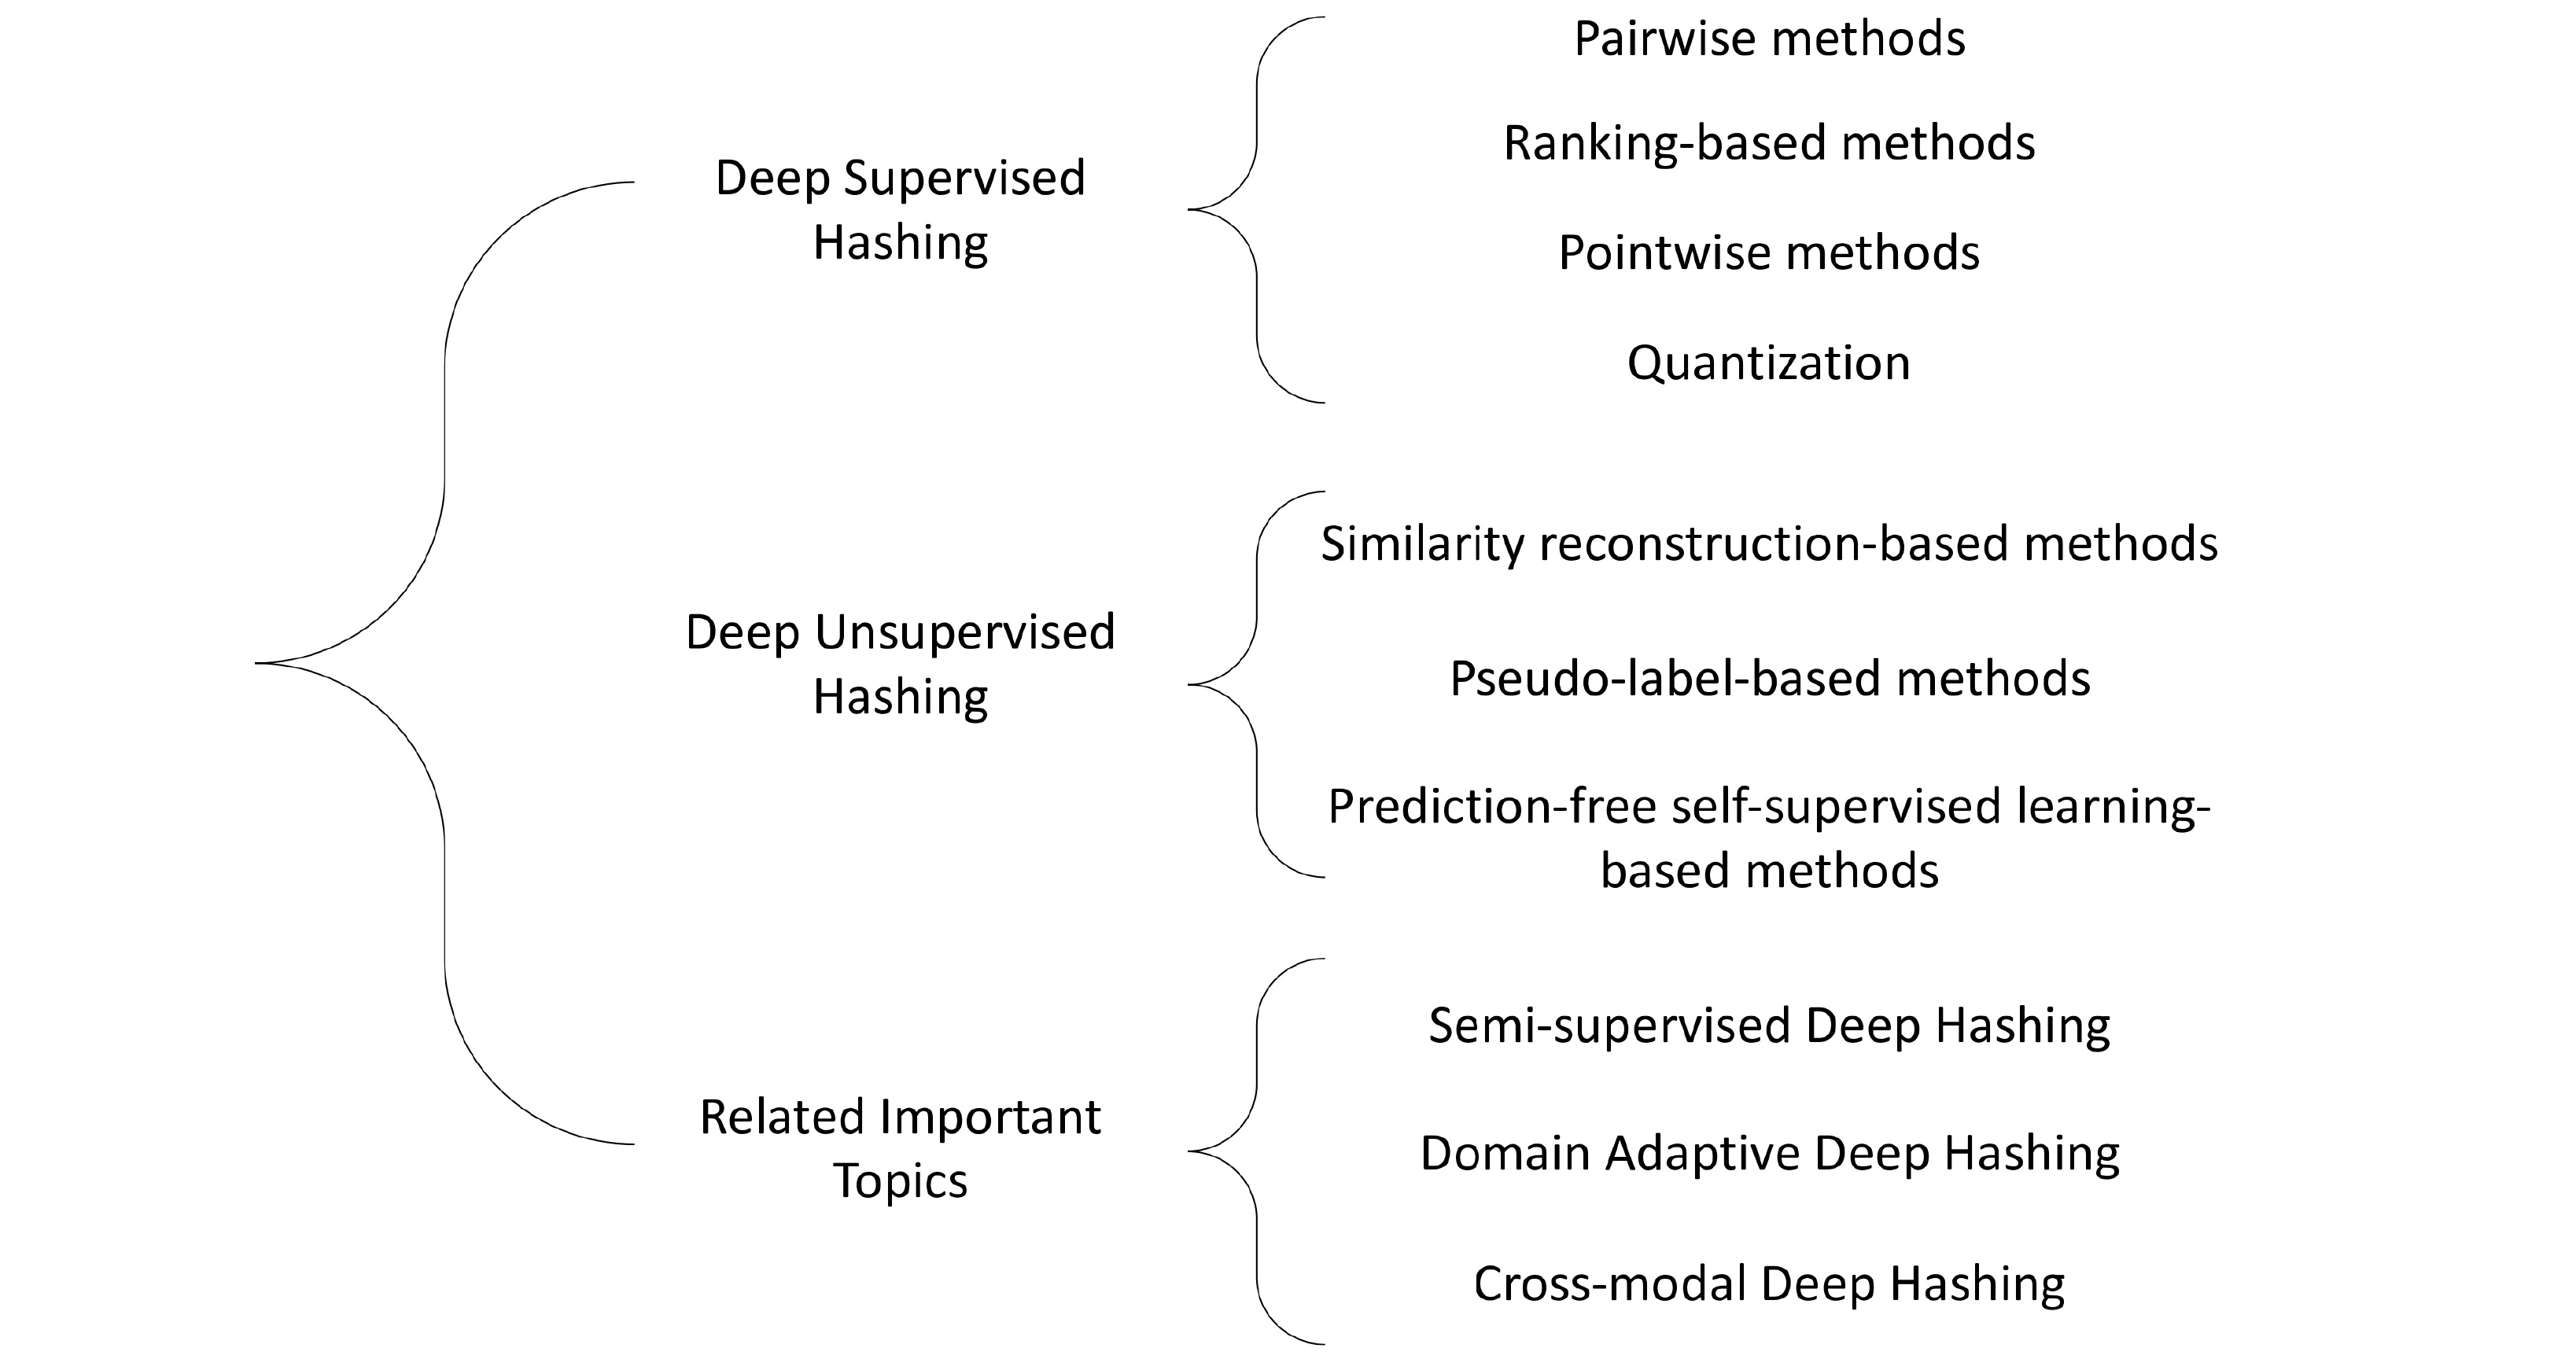 Deep Supervised
Hashing
Pairwise methods
Ranking-based methods
Pointwise methods
Quantization
Deep Unsupervised
Hashing
Similarity reconstruction-based methods
Pseudo-label-based methods
Prediction-free self-supervised learning-
based methods
Related Important
Topics
Semi-supervised Deep Hashing
Domain Adaptive Deep Hashing
Cross-modal Deep Hashing